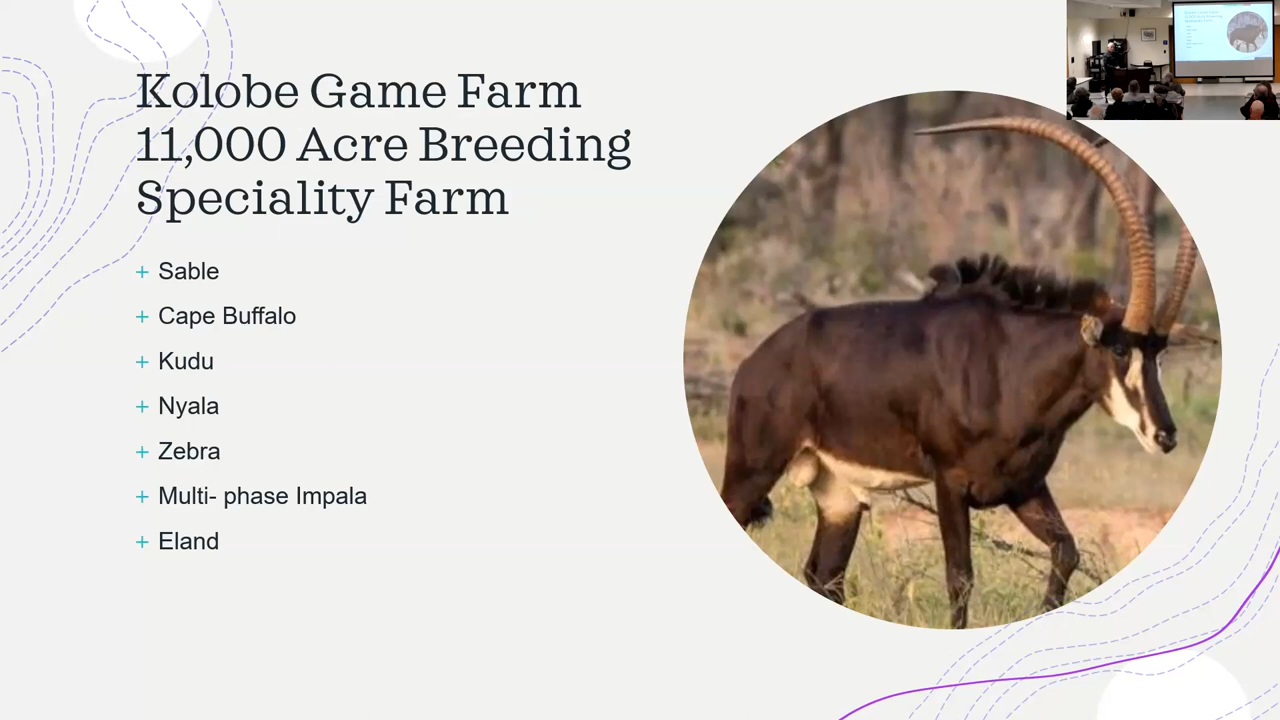 Kolobe Game Farm
11,000 Acre Breeding
Speciality Farm
+ Sable
+ Cape Buffalo
+ Kudu
+ Nyala
+ Zebra
+ Multi- phase Impala
+ Eland